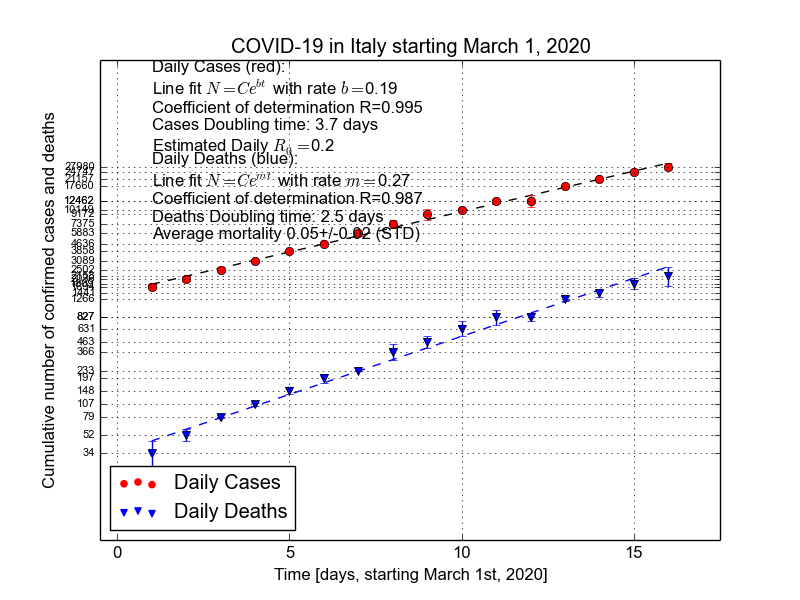 COVID-19 in Italy starting March 1, 2020
Daily Cases (red):
Line fit N=Ce^{bt} with rate b=0.19
Coefficient of determination R=0.995
Cases Doubling time: 3.7 days
Estimated Daily R_0=0.2
Daily Deaths (blue):
Line fit N=Ce^{mt} with rate m=0.27
Coefficient of determination R=0.987
Deaths Doubling time: 2.5 days
Average mortality 0.05+/-0.02 (STD)
Cumulative number of confirmed cases and deaths
27980
21157
17660
12462
10149
9172
7375
5883
4636
3858
3089
2502
1266
827
631
463
366
233
197
148
107
79
52
34
Daily Cases
Daily Deaths
0
5
10
15
Time [days, starting March 1st, 2020]